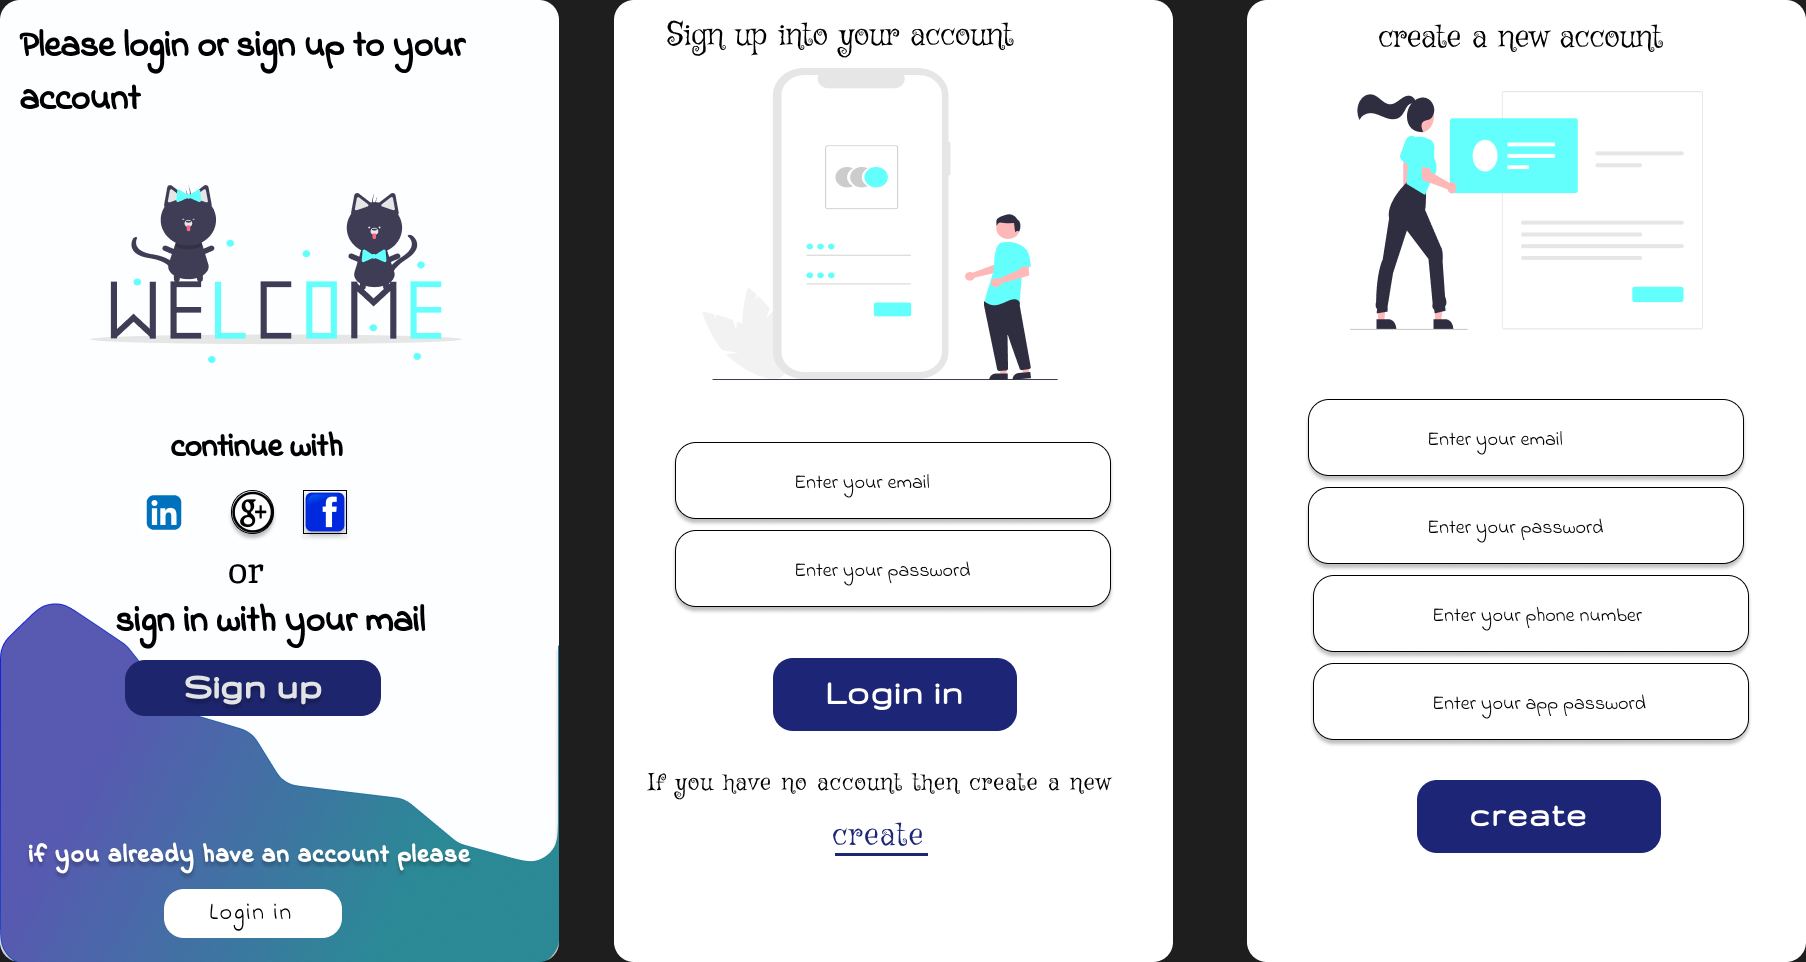 Please login or sign up to your
account
WELCOME
continue with
in
g+
f
or
sign in with your mail
Sign up
if you already have an account please
Login in
Sign up into your account
Enter your email
Enter your password
Login in
If you have no account then create a new
create
create a new account
Enter your email
Enter your password
Enter your phone number
Enter your app password
create